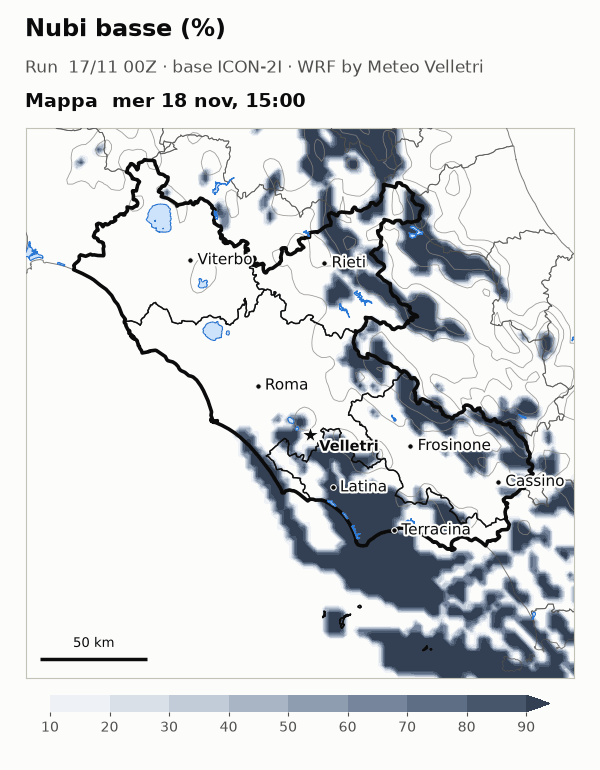 Nubi basse (%)
Run  17/11 00Z · base ICON-2I · WRF by Meteo Velletri
Mappa  mer 18 nov, 15:00
Viterbo
Rieti
Roma
Velletri
Frosinone
Cassino
Latina
Terracina
50 km
10 20 30 40 50 60 70 80 90